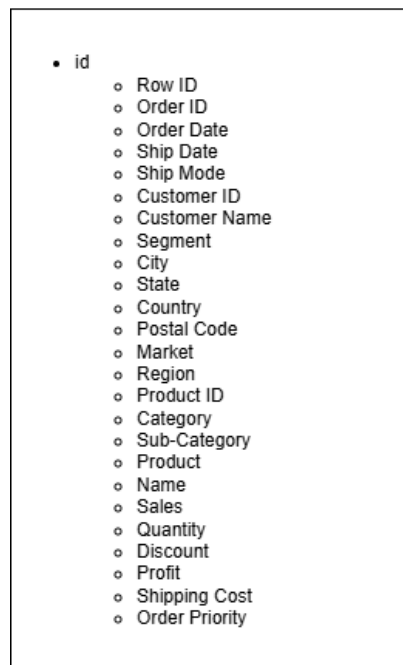 id
Row ID
Order ID
Order Date
Ship Date
Ship Mode
Customer ID
Customer Name
Segment
City
State
Country
Postal Code
Market
Region
Product ID
Category
Sub-Category
Product
Name
Sales
Quantity
Discount
Profit
Shipping Cost
Order Priority